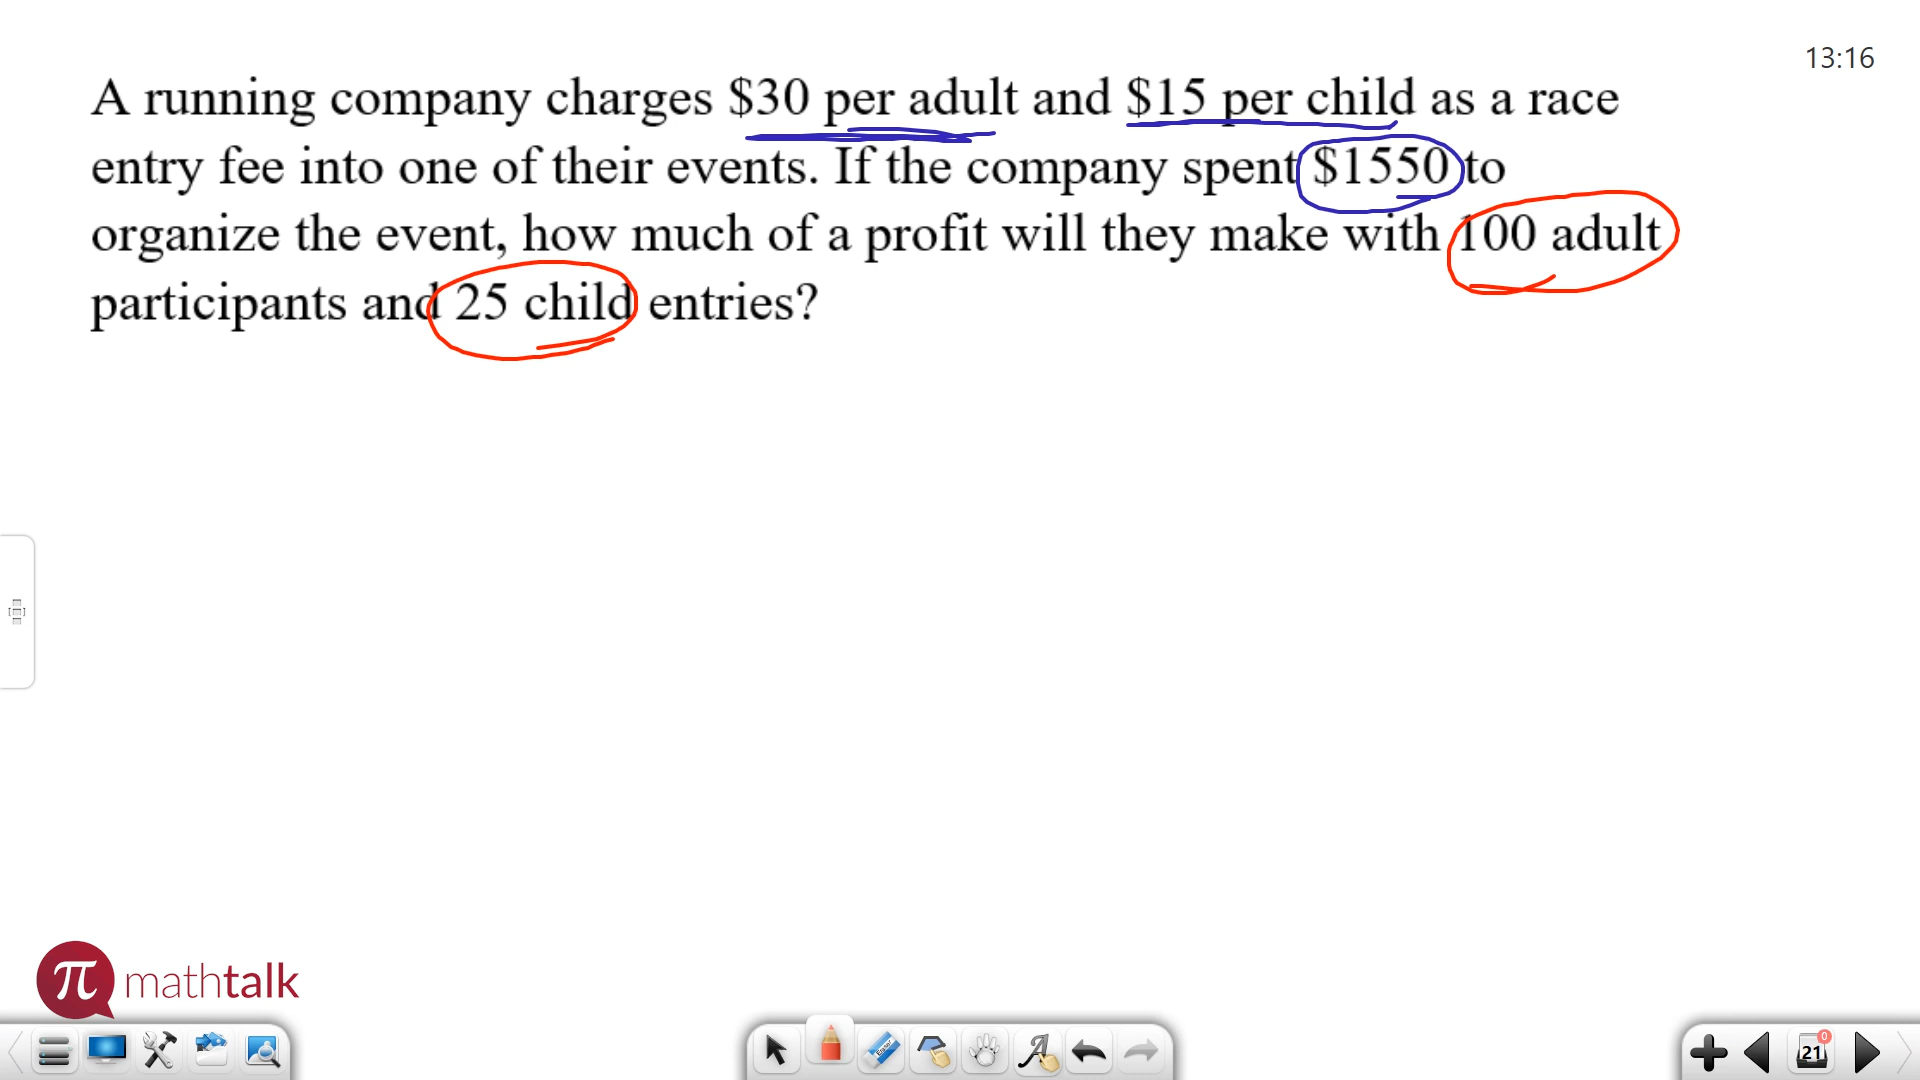 13:16
A running company charges $30 per adult and $15 per child as a race
entry fee into one of their events. If the company spent $1550 to
organize the event, how much of a profit will they make with 100 adult
participants and 25 child entries?
π mathtalk
Eraser
A
21
0